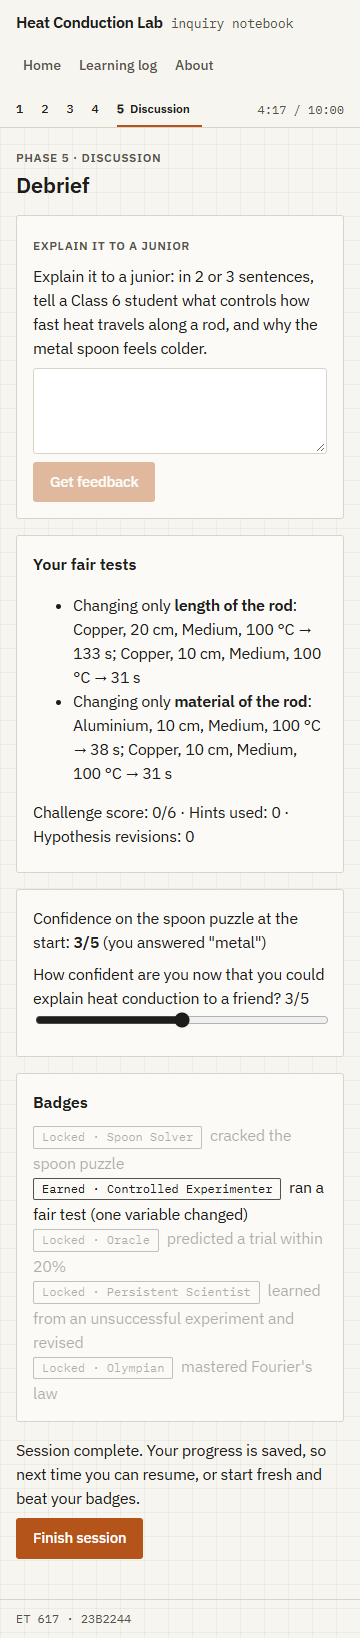 Heat Conduction Lab inquiry notebook
Home Learning log About
1 2 3 4 5 Discussion 4:17 / 10:00
PHASE 5 · DISCUSSION
Debrief
EXPLAIN IT TO A JUNIOR
Explain it to a junior: in 2 or 3 sentences,
tell a Class 6 student what controls how
fast heat travels along a rod, and why the
metal spoon feels colder.
Get feedback
Your fair tests
• Changing only length of the rod:
Copper, 20 cm, Medium, 100 °C →
133 s; Copper, 10 cm, Medium, 100
°C → 31 s
• Changing only material of the rod:
Aluminium, 10 cm, Medium, 100 °C
→ 38 s; Copper, 10 cm, Medium,
100 °C → 31 s
Challenge score: 0/6 · Hints used: 0 ·
Hypothesis revisions: 0
Confidence on the spoon puzzle at the
start: 3/5 (you answered "metal")
How confident are you now that you could
explain heat conduction to a friend? 3/5
Badges
Locked · Spoon Solver cracked the
spoon puzzle
Earned · Controlled Experimenter ran a
fair test (one variable changed)
Locked · Oracle predicted a trial within
20%
Locked · Persistent Scientist learned
from an unsuccessful experiment and
revised
Locked · Olympian mastered Fourier's
law
Session complete. Your progress is saved, so
next time you can resume, or start fresh and
beat your badges.
Finish session
ET 617 · 23B2244